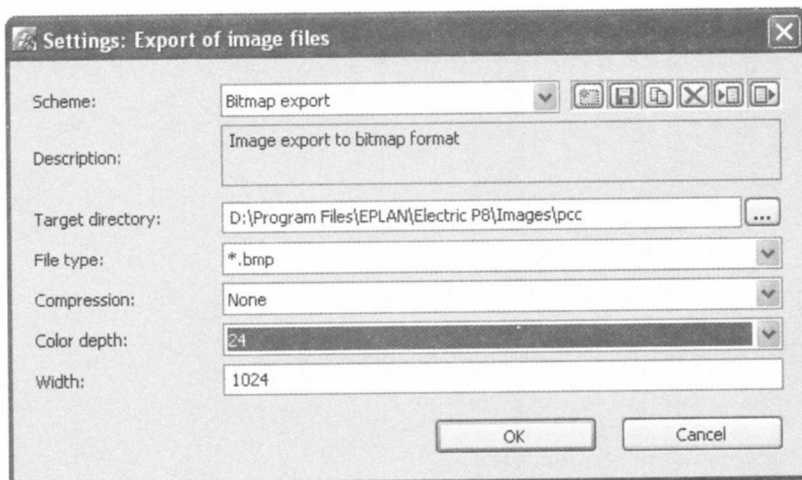 Settings: Export of image files
Scheme: Bitmap export
Description: Image export to bitmap format
Target directory: D:\Program Files\EPLAN\Electric P8\Images\pcc ...
File type: *.bmp
Compression: None
Color depth: 24
Width: 1024
OK Cancel